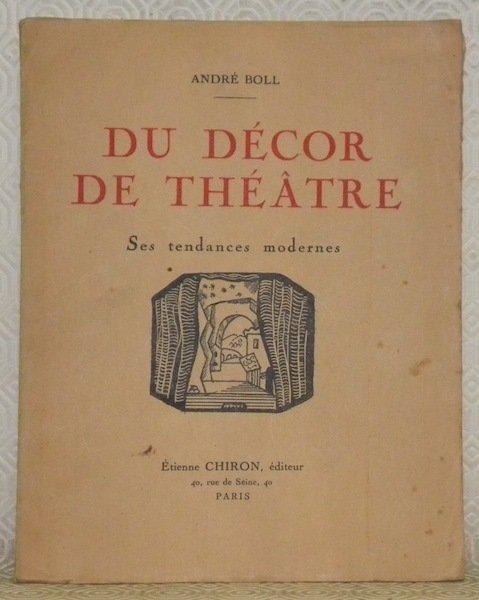 ANDRÉ BOLL
DU DÉCOR
DE THÉÂTRE
Ses tendances modernes
Étienne CHIRON, éditeur
40, rue de Seine, 40
PARIS